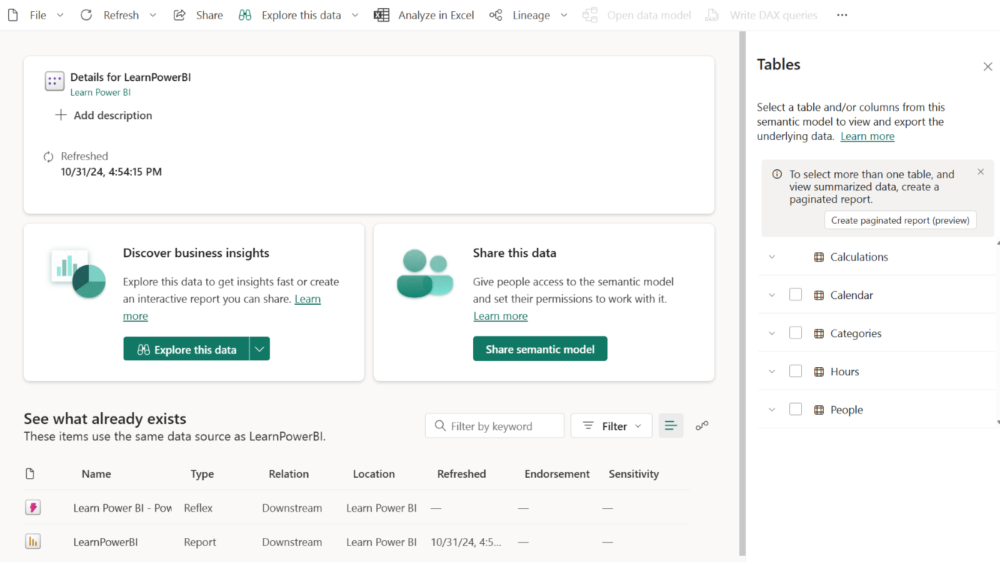 File Refresh Share Explore this data Analyze in Excel Lineage Open data model Write DAX queries ...
Details for LearnPowerBI
Learn Power BI
Add description
Refreshed
10/31/24, 4:54:15 PM
Discover business insights
Explore this data to get insights fast or create
an interactive report you can share. Learn
more
Explore this data
Share this data
Give people access to the semantic model
and set their permissions to work with it.
Learn more
Share semantic model
See what already exists
These items use the same data source as LearnPowerBI.
Filter by keyword
Filter
Name Type Relation Location Refreshed Endorsement Sensitivity
Learn Power BI - Pow Reflex Downstream Learn Power BI — — —
LearnPowerBI Report Downstream Learn Power BI 10/31/24, 4:5... — —
Tables
Select a table and/or columns from this
semantic model to view and export the
underlying data. Learn more
To select more than one table, and
view summarized data, create a
paginated report.
Create paginated report (preview)
Calculations
Calendar
Categories
Hours
People